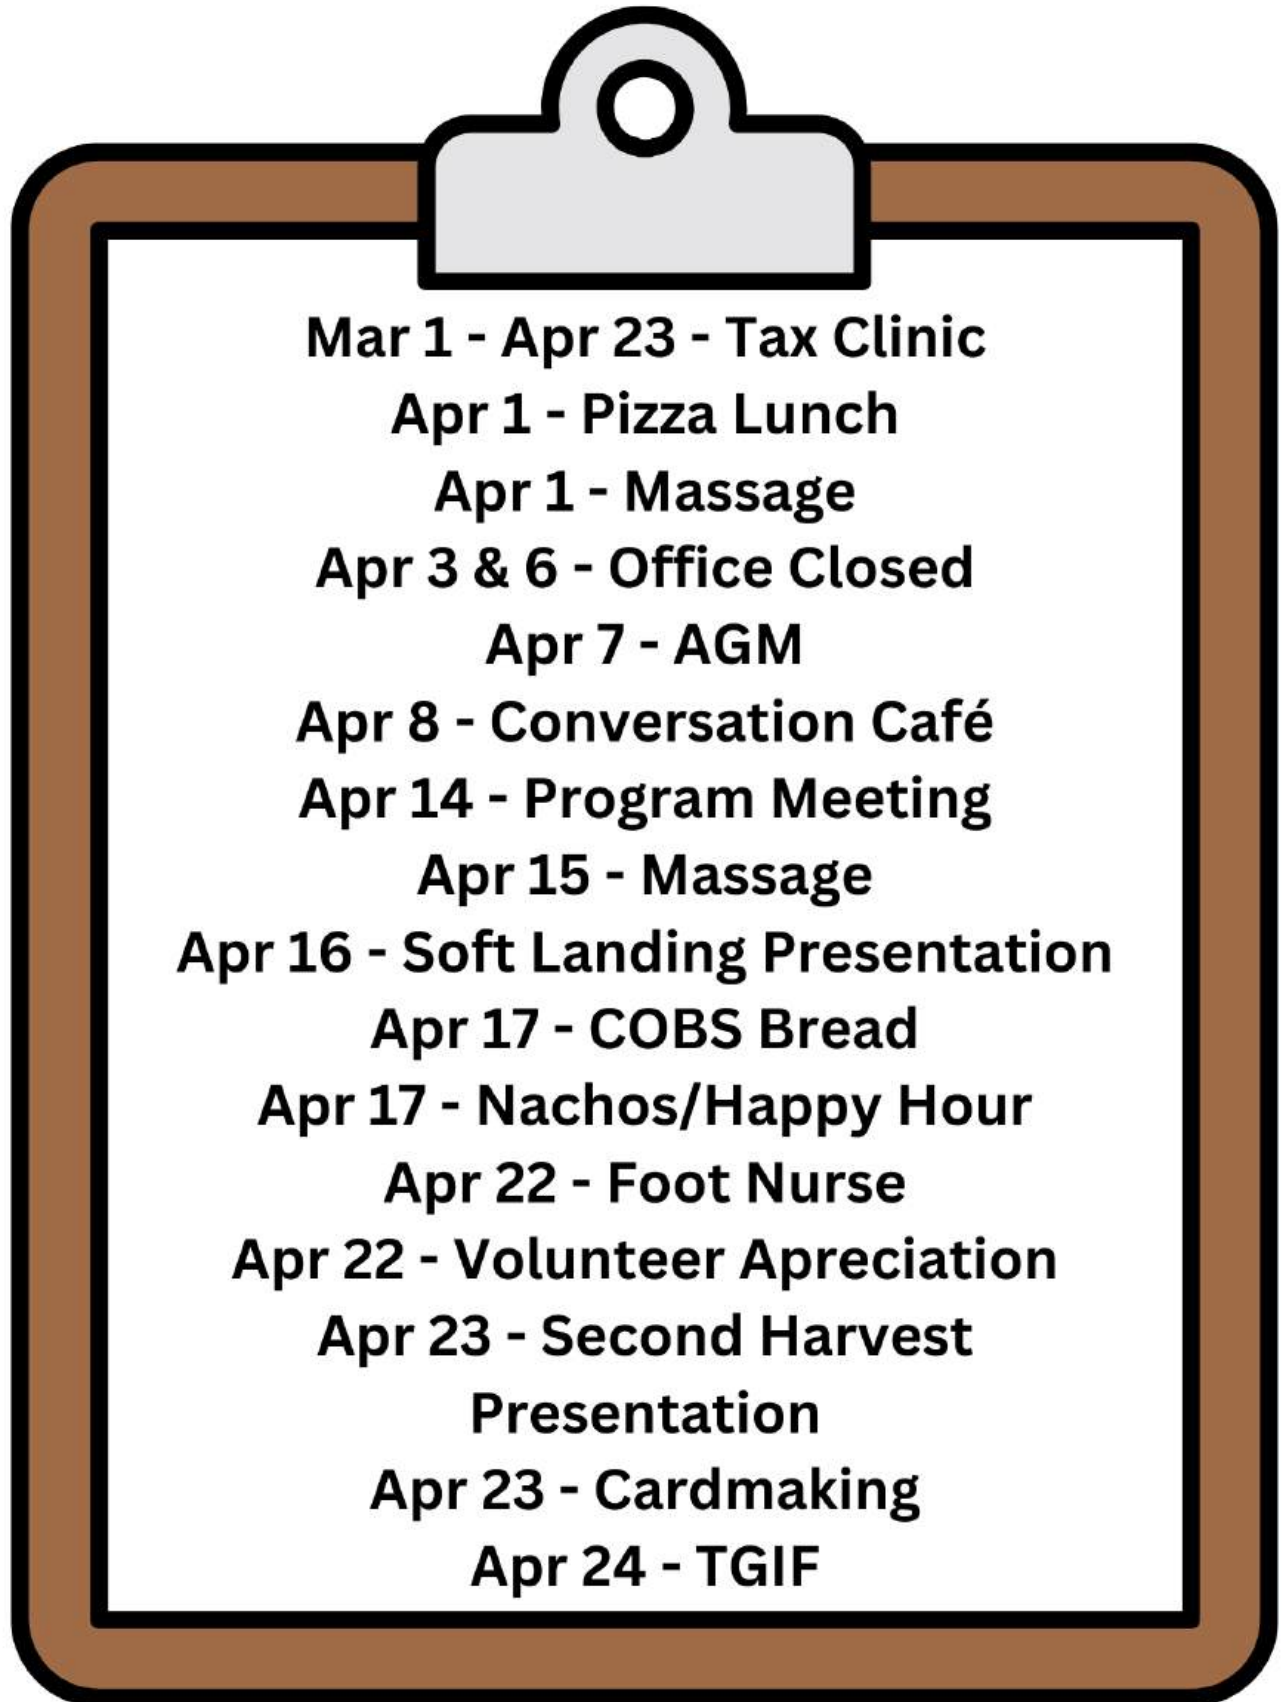 Mar 1 - Apr 23 - Tax Clinic
Apr 1 - Pizza Lunch
Apr 1 - Massage
Apr 3 & 6 - Office Closed
Apr 7 - AGM
Apr 8 - Conversation Café
Apr 14 - Program Meeting
Apr 15 - Massage
Apr 16 - Soft Landing Presentation
Apr 17 - COBS Bread
Apr 17 - Nachos/Happy Hour
Apr 22 - Foot Nurse
Apr 22 - Volunteer Apreciation
Apr 23 - Second Harvest
Presentation
Apr 23 - Cardmaking
Apr 24 - TGIF